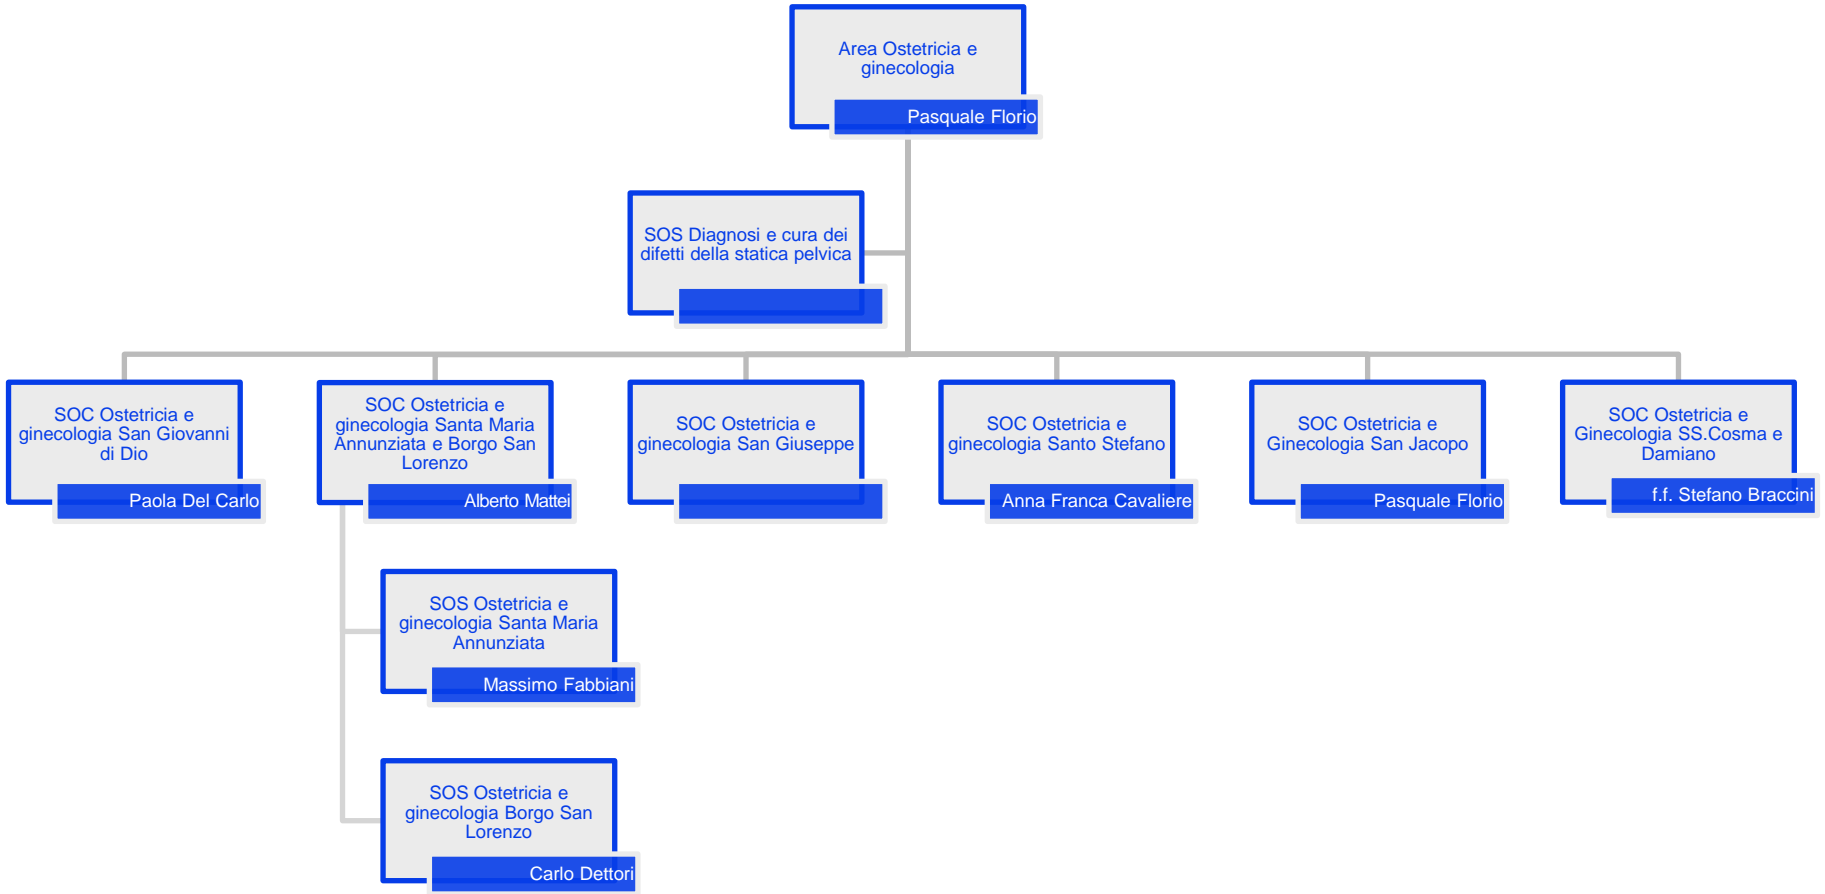 Area Ostetricia e
ginecologia
Pasquale Florio
SOS Diagnosi e cura dei
difetti della statica pelvica
SOC Ostetricia e
ginecologia San Giovanni
di Dio
Paola Del Carlo
SOC Ostetricia e
ginecologia Santa Maria
Annunziata e Borgo San
Lorenzo
Alberto Mattei
SOC Ostetricia e
ginecologia San Giuseppe
SOC Ostetricia e
ginecologia Santo Stefano
Anna Franca Cavaliere
SOC Ostetricia e
Ginecologia San Jacopo
Pasquale Florio
SOC Ostetricia e
Ginecologia SS.Cosma e
Damiano
f.f. Stefano Braccini
SOS Ostetricia e
ginecologia Santa Maria
Annunziata
Massimo Fabbiani
SOS Ostetricia e
ginecologia Borgo San
Lorenzo
Carlo Dettori